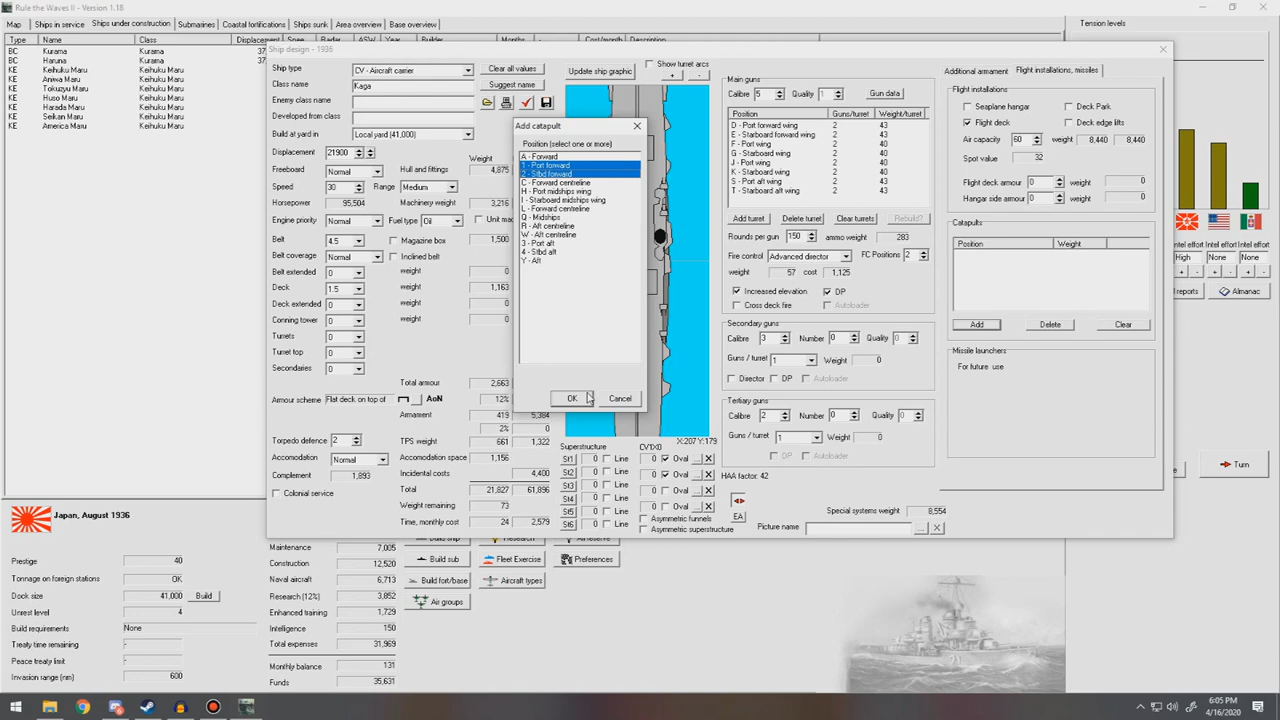 Rule the Waves II - Version 1.18
Map Ships in service Ships under construction Submarines Coastal fortifications Ships sunk Area overview Base overview
Type Name Class
BC Kurama Kurama 37
BC Haruna Kurama 37
KE Keihuku Maru Keihuku Maru
KE Aniwa Maru Keihuku Maru
KE Tokuzyu Maru Keihuku Maru
KE Huso Maru Keihuku Maru
KE Harada Maru Keihuku Maru
KE Seikan Maru Keihuku Maru
KE America Maru Keihuku Maru
Ship design - 1936
Ship type CV - Aircraft carrier Clear all values
Class name Kaga Suggest name
Enemy class name
Developed from class
Build at yard in Local yard (41,000)
Displacement 21900
Freeboard Normal
Speed 30 Range Medium
Horsepower 95,504
Engine priority Normal Fuel type Oil
Belt 4.5 Magazine box
Belt coverage Normal Inclined belt
Belt extended 0 weight 0
Deck 1.5 weight 1,163
Deck extended 0 weight 0
Conning tower 0 weight 0
Turrets 0
Turret top 0
Secondaries 0
Weight
Hull and fittings 4,875
Machinery weight 3,216
Unit mac
1,500
0
Total armour 2,663
Armour scheme Flat deck on top of AoN 12%
Armament 419 5,384
2% 0
Torpedo defence 2 TPS weight 661 1,322
Accomodation Normal Accomodation space 1,156
Complement 1,893 Incidental costs 4,400
Colonial service Total 21,827 61,896
Weight remaining 73
Time, monthly cost 24 2,579
Update ship graphic Show turret arcs
+ -
Add catapult
Position (select one or more)
A - Forward
1 - Port forward
2 - Stbd forward
C - Forward centreline
H - Port midships wing
I - Starboard midships wing
L - Forward centreline
Q - Midships
R - Aft centreline
W - Aft centreline
3 - Port aft
4 - Stbd aft
Y - Aft
OK Cancel
X:207 Y:179
Superstructure CV1X0
St1 0 Line 0 Oval ... X
St2 0 Line 0 Oval ... X
St3 0 Line 0 Oval ... X
St4 0 Line 0 Oval ... X
St5 0 Line Asymmetric funnels
St6 0 Line Asymmetric superstructure
Main guns
Calibre 5 Quality 1 Gun data
Position Guns/turret Weight/turret
D - Port forward wing 2 43
E - Starboard forward wing 2 43
F - Port wing 2 40
G - Starboard wing 2 40
J - Port wing 2 40
K - Starboard wing 2 40
S - Port aft wing 2 43
T - Starboard aft wing 2 43
Add turret Delete turret Clear turrets Rebuild?
Rounds per gun 150 ammo weight 283
Fire control Advanced director FC Positions 2
weight 57 cost 1,125
Increased elevation DP
Cross deck fire Autoloader
Secondary guns
Calibre 3 Number 0 Quality 0
Guns / turret 1 Weight 0
Director DP Autoloader
Tertiary guns
Calibre 2 Number 0 Quality 0
Guns / turret 1 Weight 0
DP Autoloader
HAA factor: 42
EA
Special systems weight 8,554
Picture name ... X
Additional armament Flight installations, missiles
Flight installations
Seaplane hangar Deck Park
Flight deck Deck edge lifts
Air capacity 60 weight 8,440 8,440
Spot value 32
Flight deck armour 0 weight 0
Hangar side armour 0 weight 0
Catapults
Position Weight
Add Delete Clear
Missile launchers
For future use
Tension levels
Intel effort Intel effort Intel effort
High None None
+ - + - + -
reports Almanac
Turn
Japan, August 1936
Prestige 40
Tonnage on foreign stations OK
Dock size 41,000 Build
Unrest level 4
Build requirements None
Treaty time remaining -
Peace treaty limit -
Invasion range (nm) 600
Maintenance 7,005
Construction 12,520
Naval aircraft 6,713
Research (12%) 3,852
Enhanced training 1,729
Intelligence 150
Total expenses 31,969
Monthly balance 131
Funds 35,631
Build sub Fleet Exercise Preferences
Build fort/base Aircraft types
Air groups
6:05 PM
4/16/2020